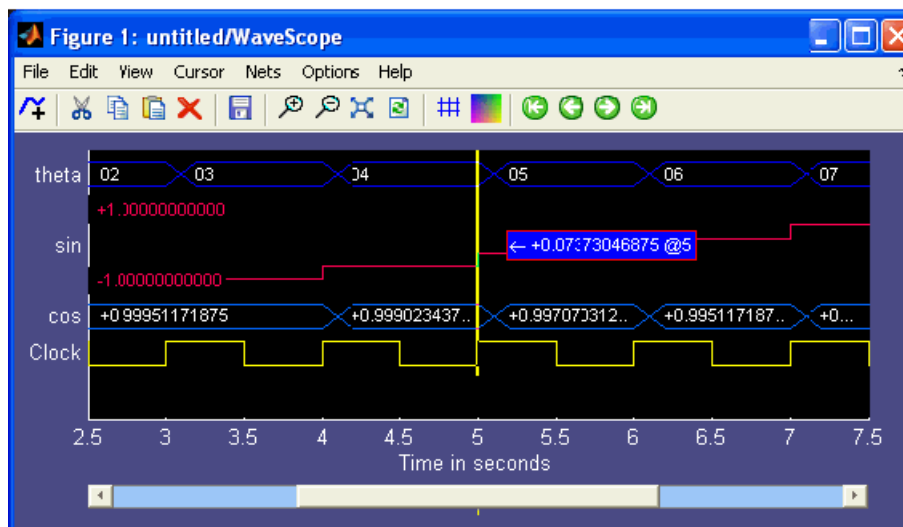 Figure 1: untitled/WaveScope
File Edit View Cursor Nets Options Help
theta 02 03 04 05 06 07
+1.00000000000
sin ← +0.07373046875 @5
-1.00000000000
cos +0.99951171875 +0.999023437.. +0.997070312.. +0.995117187.. +0...
Clock
2.5 3 3.5 4 4.5 5 5.5 6 6.5 7 7.5
Time in seconds